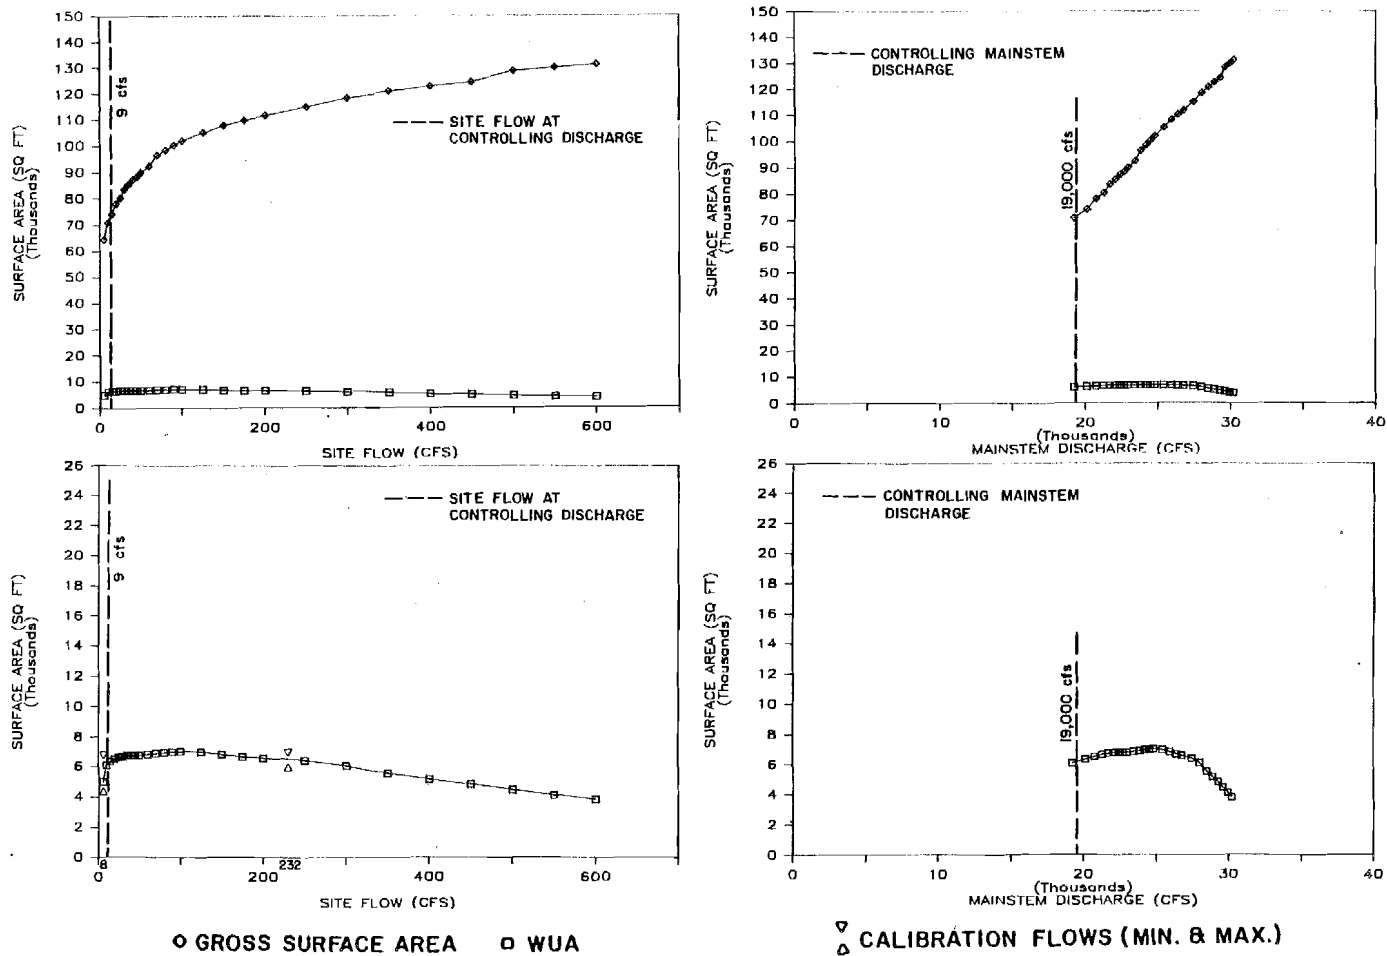 150
140
130
120
110
100
90
80
70
60
50
40
30
20
10
0
SURFACE AREA (SQ FT)
(Thousands)
9 cfs
SITE FLOW AT
CONTROLLING DISCHARGE
0
200
400
600
SITE FLOW (CFS)
150
140
130
120
110
100
90
80
70
60
50
40
30
20
10
0
SURFACE AREA (SQ FT)
(Thousands)
CONTROLLING MAINSTEM
DISCHARGE
19,000 cfs
0
10
20
30
40
(Thousands)
MAINSTEM DISCHARGE (CFS)
26
24
22
20
18
16
14
12
10
8
6
4
2
0
SURFACE AREA (SQ FT)
(Thousands)
9 cfs
SITE FLOW AT
CONTROLLING DISCHARGE
232
0
200
400
600
SITE FLOW (CFS)
26
24
22
20
18
16
14
12
10
8
6
4
2
0
SURFACE AREA (SQ FT)
(Thousands)
CONTROLLING MAINSTEM
DISCHARGE
19,000 cfs
0
10
20
30
40
(Thousands)
MAINSTEM DISCHARGE (CFS)
GROSS SURFACE AREA
WUA
CALIBRATION FLOWS (MIN. & MAX.)